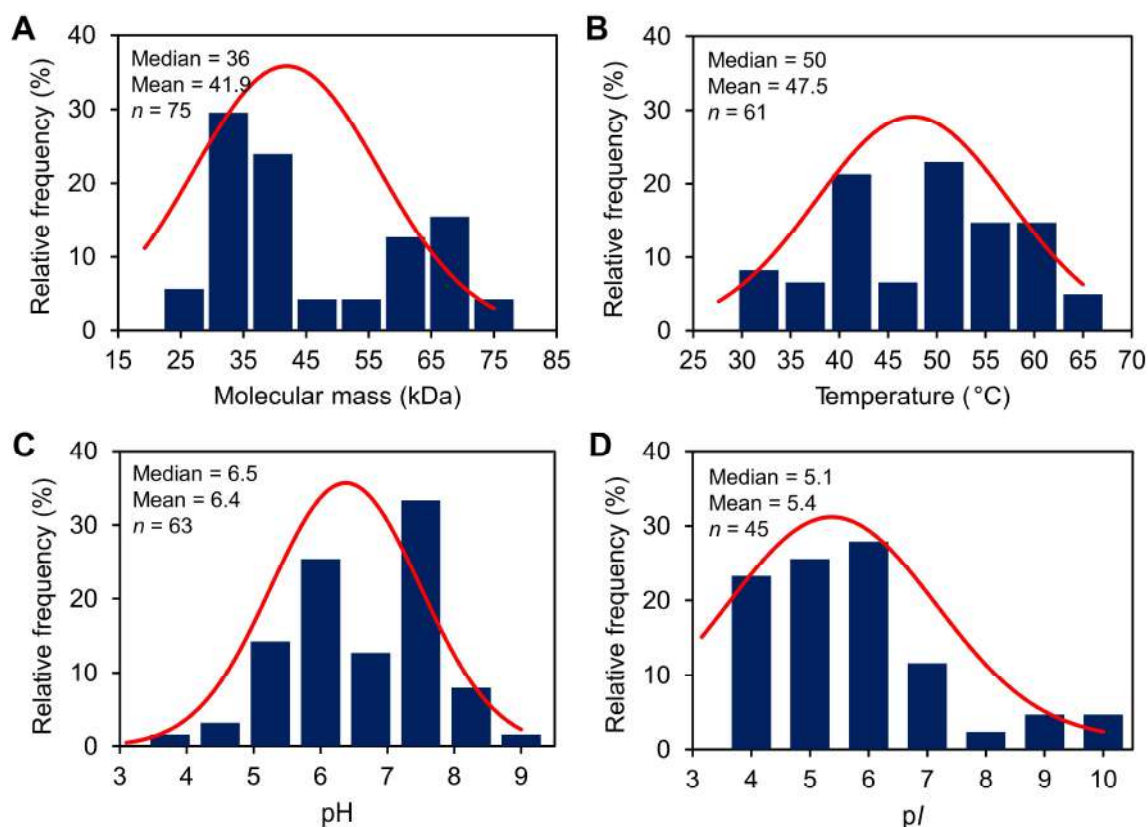 A
Median = 36
Mean = 41.9
n = 75
40
30
20
10
0
Relative frequency (%)
15 25 35 45 55 65 75 85
Molecular mass (kDa)
B
Median = 50
Mean = 47.5
n = 61
40
30
20
10
0
Relative frequency (%)
25 30 35 40 45 50 55 60 65 70
Temperature (°C)
C
Median = 6.5
Mean = 6.4
n = 63
40
30
20
10
0
Relative frequency (%)
3 4 5 6 7 8 9
pH
D
Median = 5.1
Mean = 5.4
n = 45
40
30
20
10
0
Relative frequency (%)
3 4 5 6 7 8 9 10
pI